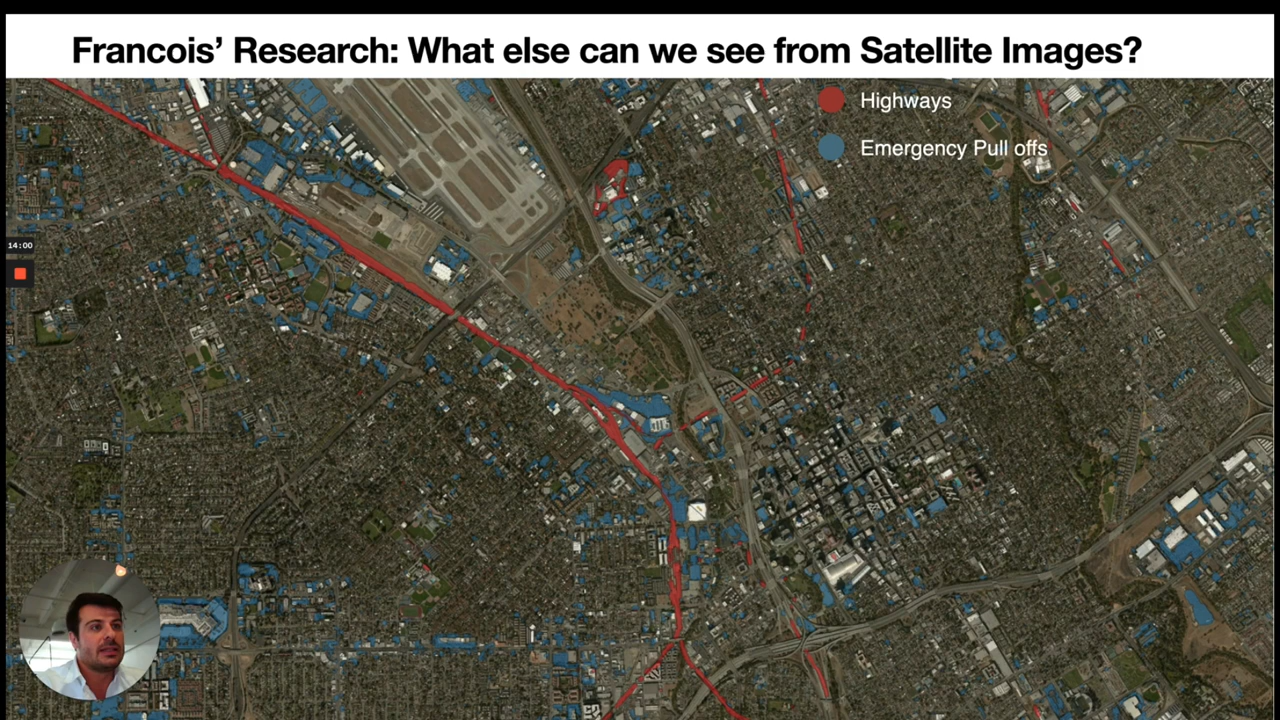 Francois’ Research: What else can we see from Satellite Images?
Highways
Emergency Pull offs
14:00